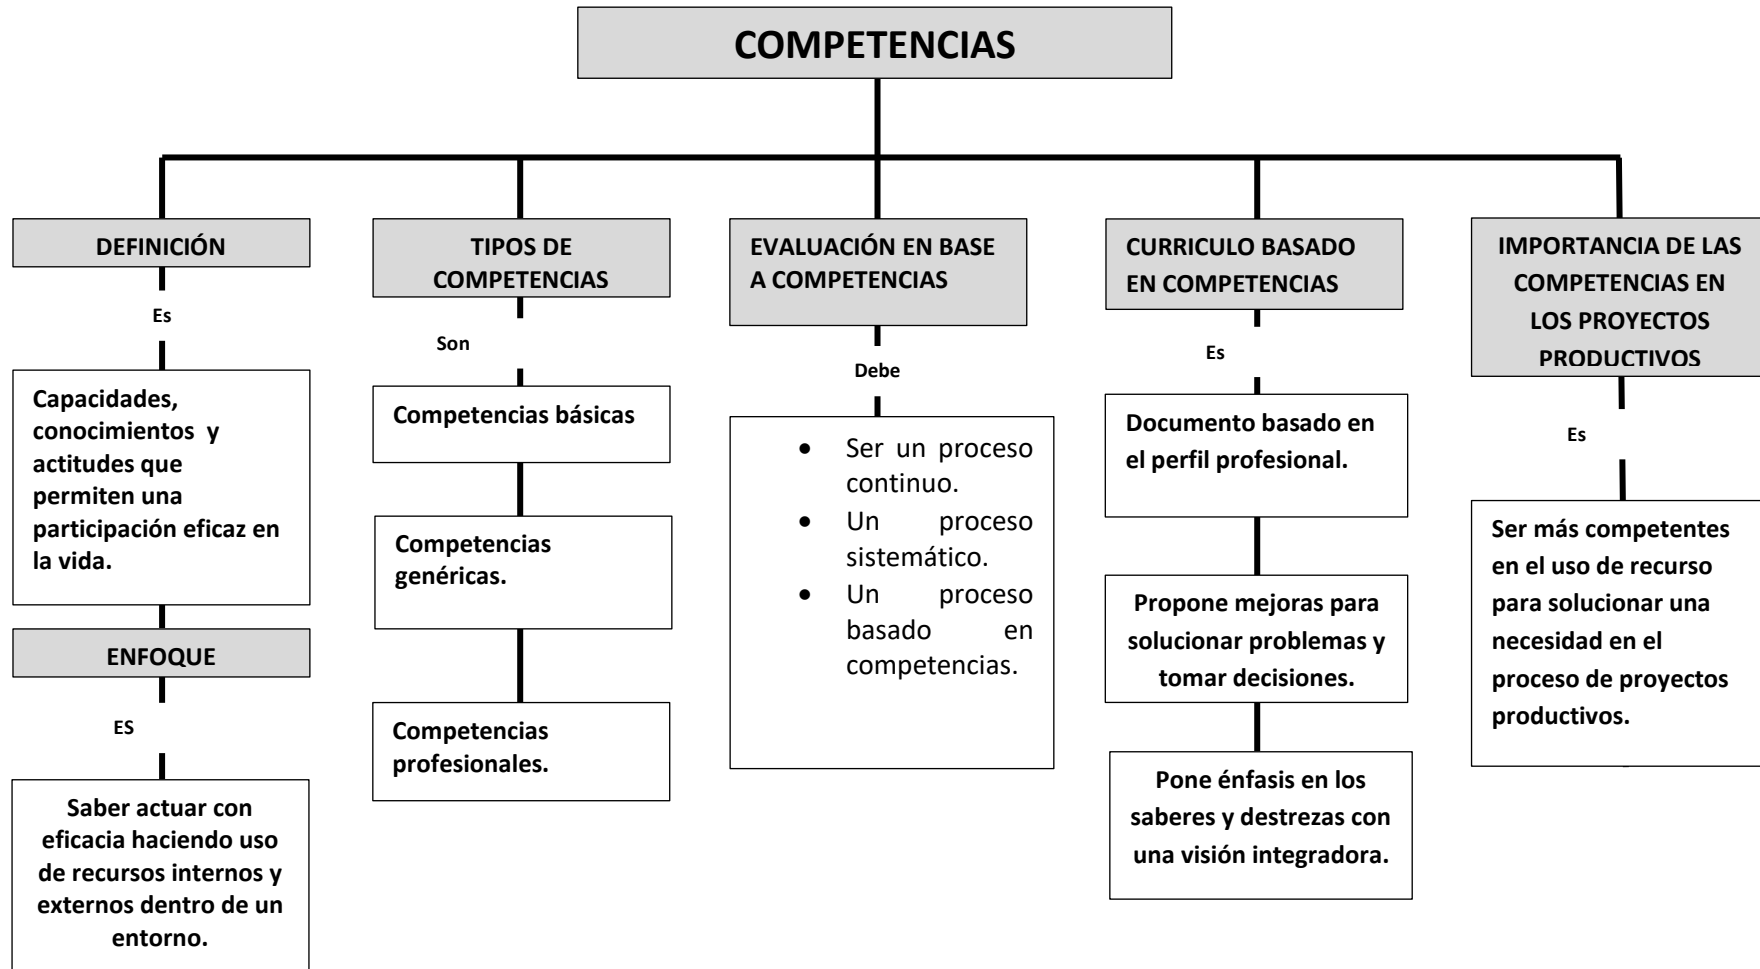 COMPETENCIAS
DEFINICIÓN
Es
Capacidades,
conocimientos y
actitudes que
permiten una
participación eficaz en
la vida.
ENFOQUE
ES
Saber actuar con
eficacia haciendo uso
de recursos internos y
externos dentro de un
entorno.
TIPOS DE
COMPETENCIAS
Son
Competencias básicas
Competencias
genéricas.
Competencias
profesionales.
EVALUACIÓN EN BASE
A COMPETENCIAS
Debe
• Ser un proceso
continuo.
• Un proceso
sistemático.
• Un proceso
basado en
competencias.
CURRICULO BASADO
EN COMPETENCIAS
Es
Documento basado en
el perfil profesional.
Propone mejoras para
solucionar problemas y
tomar decisiones.
Pone énfasis en los
saberes y destrezas con
una visión integradora.
IMPORTANCIA DE LAS
COMPETENCIAS EN
LOS PROYECTOS
PRODUCTIVOS
Es
Ser más competentes
en el uso de recurso
para solucionar una
necesidad en el
proceso de proyectos
productivos.